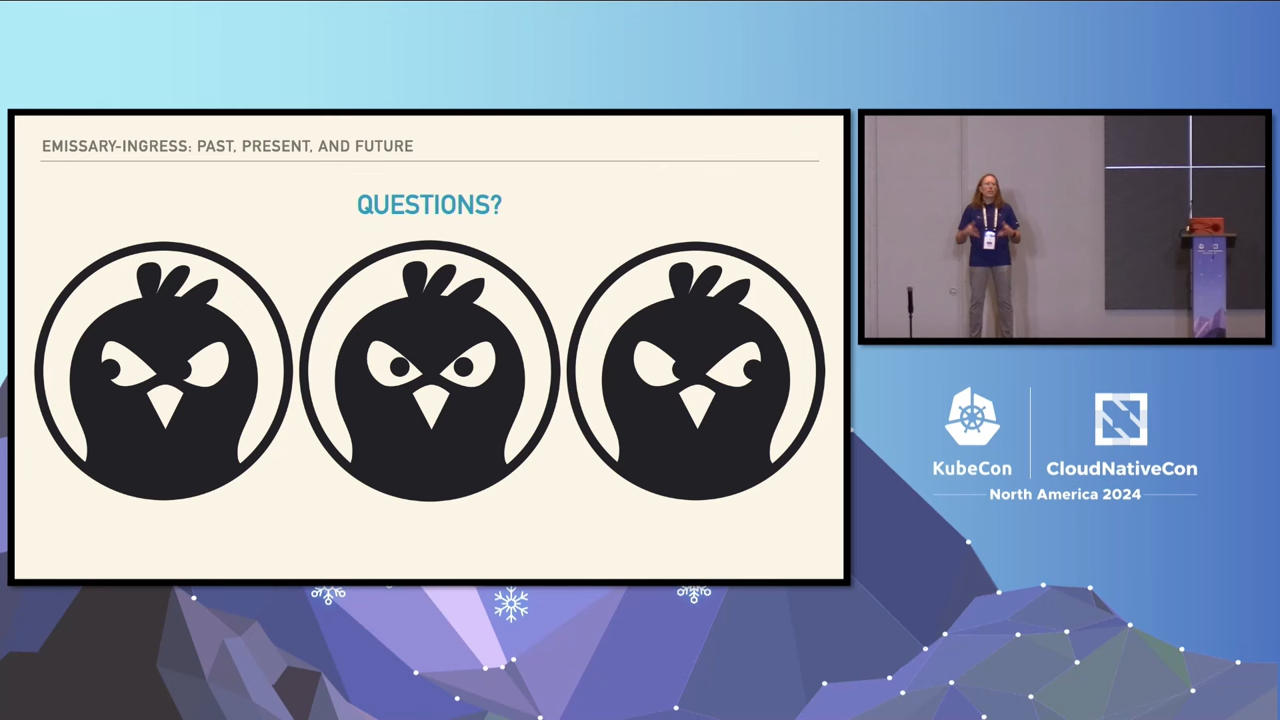 EMISSARY-INGRESS: PAST, PRESENT, AND FUTURE
QUESTIONS?
KubeCon
CloudNativeCon
North America 2024